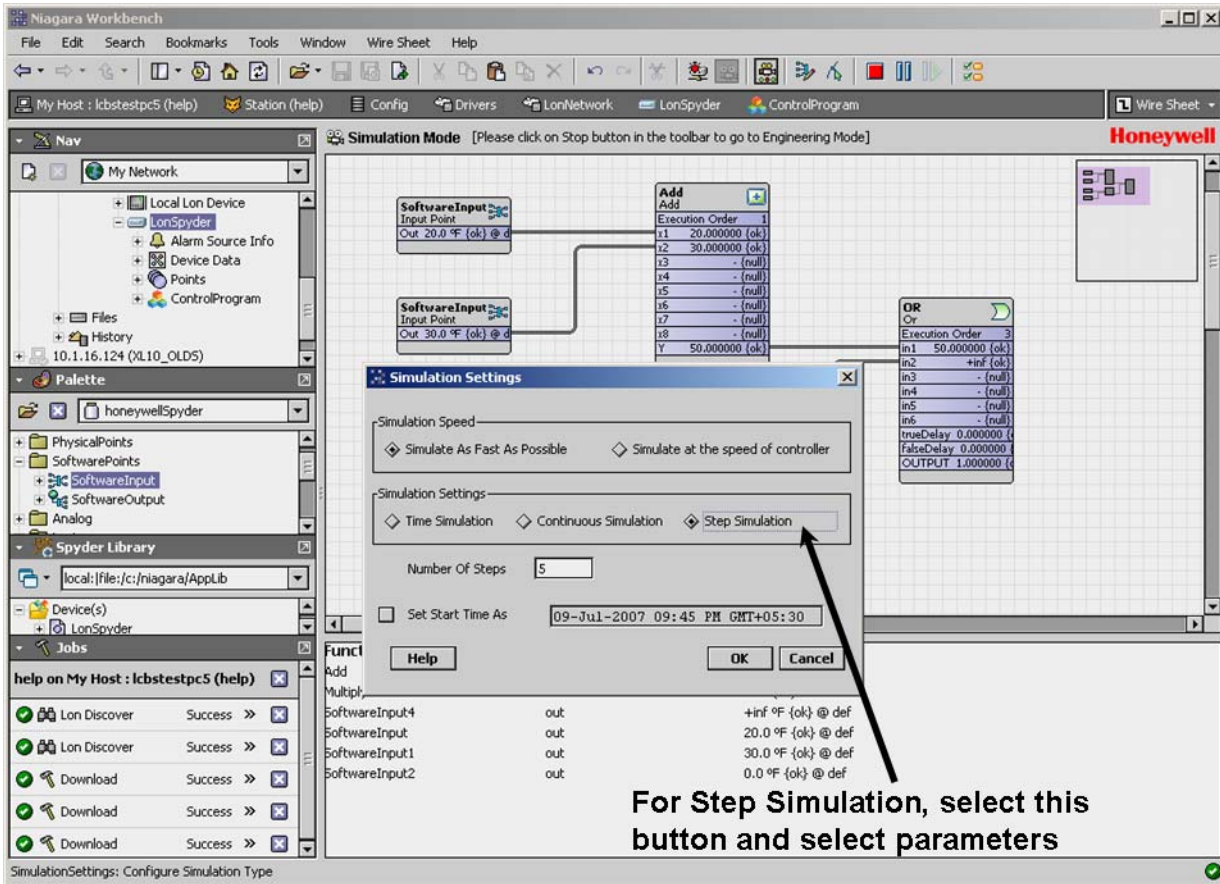 Niagara Workbench
File Edit Search Bookmarks Tools Window Wire Sheet Help
My Host : lcbstestpc5 (help) Station (help) Config Drivers LonNetwork LonSpyder ControlProgram Wire Sheet
Nav
My Network
Local Lon Device
LonSpyder
Alarm Source Info
Device Data
Points
ControlProgram
Files
History
10.1.16.124 (XL10_OLD5)
Palette
honeywellSpyder
PhysicalPoints
SoftwarePoints
SoftwareInput
SoftwareOutput
Analog
Spyder Library
local:|file:/c:/niagara/AppLib
Device(s)
LonSpyder
Jobs
help on My Host : lcbstestpc5 (help)
Lon Discover Success »
Lon Discover Success »
Download Success »
Download Success »
Download Success »
Simulation Mode [Please click on Stop button in the toolbar to go to Engineering Mode]
Honeywell
SoftwareInput
Input Point
Out 20.0 ºF {ok} @ d
SoftwareInput
Input Point
Out 30.0 ºF {ok} @ d
Add
Add
Execution Order 1
x1 20.000000 {ok}
x2 30.000000 {ok}
x3 - {null}
x4 - {null}
x5 - {null}
x6 - {null}
x7 - {null}
x8 - {null}
Y 50.000000 {ok}
OR
Or
Execution Order 3
in1 50.000000 {ok}
in2 +inf {ok}
in3 - {null}
in4 - {null}
in5 - {null}
in6 - {null}
trueDelay 0.000000 {
falseDelay 0.000000
OUTPUT 1.000000 {
Simulation Settings
Simulation Speed
Simulate As Fast As Possible Simulate at the speed of controller
Simulation Settings
Time Simulation Continuous Simulation Step Simulation
Number Of Steps 5
Set Start Time As 09-Jul-2007 09:45 PM GMT+05:30
Help OK Cancel
Funct
Add
Multiply
SoftwareInput4 out +inf ºF {ok} @ def
SoftwareInput out 20.0 ºF {ok} @ def
SoftwareInput1 out 30.0 ºF {ok} @ def
SoftwareInput2 out 0.0 ºF {ok} @ def
For Step Simulation, select this
button and select parameters
SimulationSettings: Configure Simulation Type